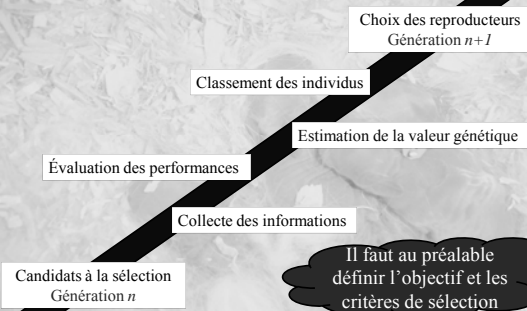 Choix des reproducteurs
Génération n+1
Classement des individus
Estimation de la valeur génétique
Évaluation des performances
Collecte des informations
Il faut au préalable
définir l’objectif et les
critères de sélection
Candidats à la sélection
Génération n